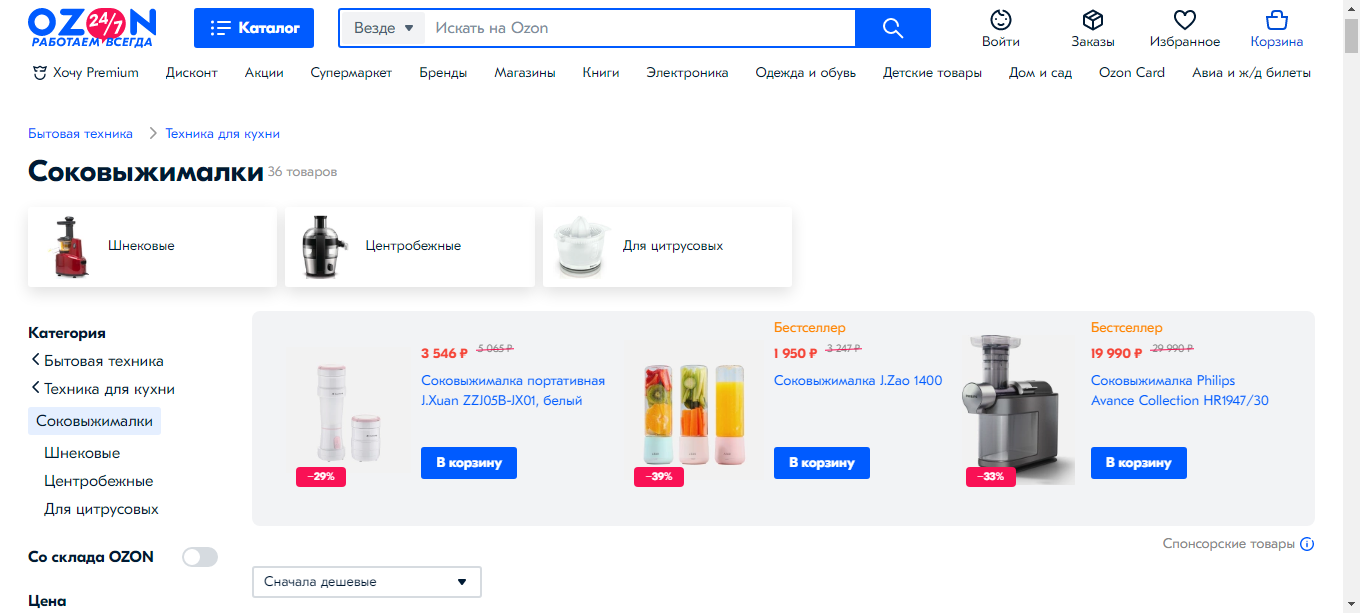 OZON 24/7
РАБОТАЕМ ВСЕГДА
Каталог
Везде
Искать на Ozon
Войти
Заказы
Избранное
Корзина
Хочу Premium
Дисконт
Акции
Супермаркет
Бренды
Магазины
Книги
Электроника
Одежда и обувь
Детские товары
Дом и сад
Ozon Card
Авиа и ж/д билеты
Бытовая техника
Техника для кухни
Соковыжималки 36 товаров
Шнековые
Центробежные
Для цитрусовых
Категория
Бытовая техника
Техника для кухни
Соковыжималки
Шнековые
Центробежные
Для цитрусовых
Со склада OZON
Цена
3 546 ₽ 5 065 ₽
Соковыжималка портативная
J.Xuan ZZJ05B-JX01, белый
−29%
В корзину
Бестселлер
1 950 ₽ 3 247 ₽
Соковыжималка J.Zao 1400
−39%
В корзину
Бестселлер
19 990 ₽ 29 990 ₽
Соковыжималка Philips
Avance Collection HR1947/30
−33%
В корзину
Спонсорские товары
Сначала дешевые